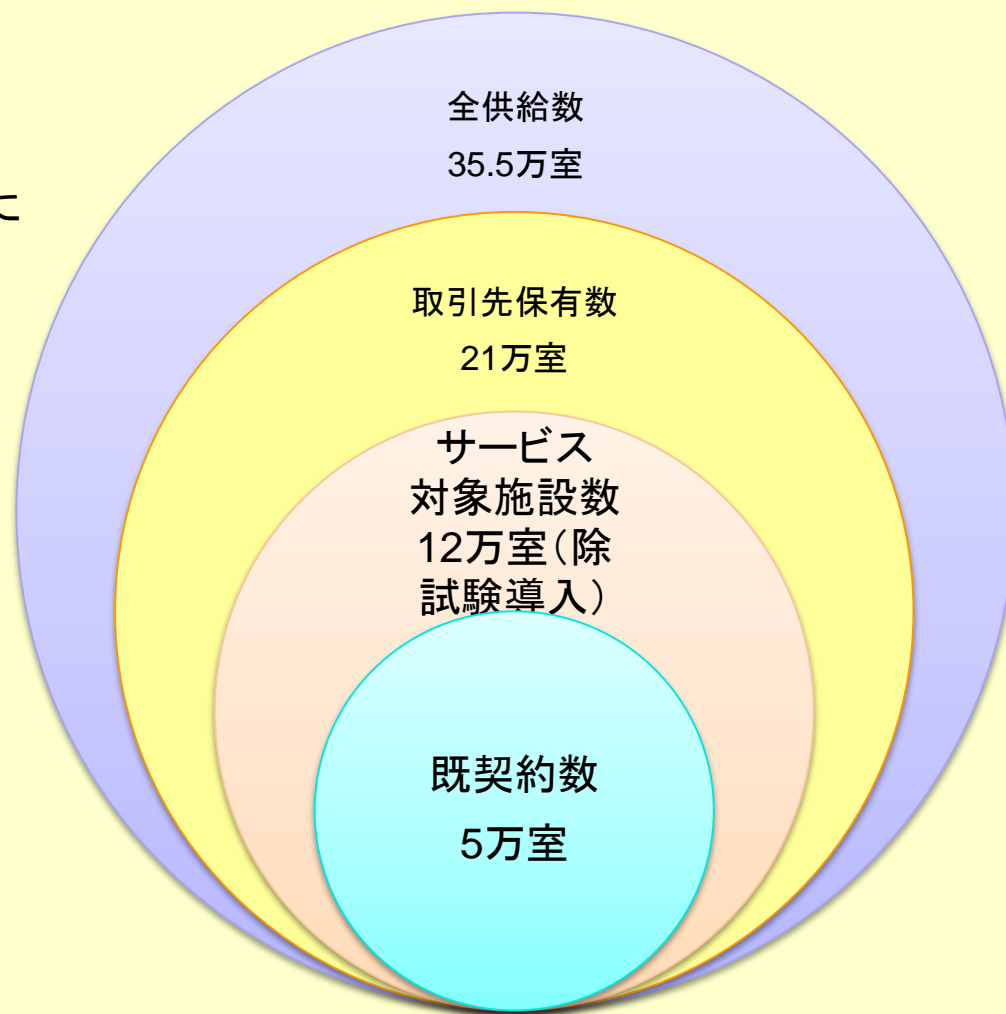 全供給数
35.5万室
に
取引先保有数
21万室
サービス
対象施設数
12万室（除
試験導入）
既契約数
5万室